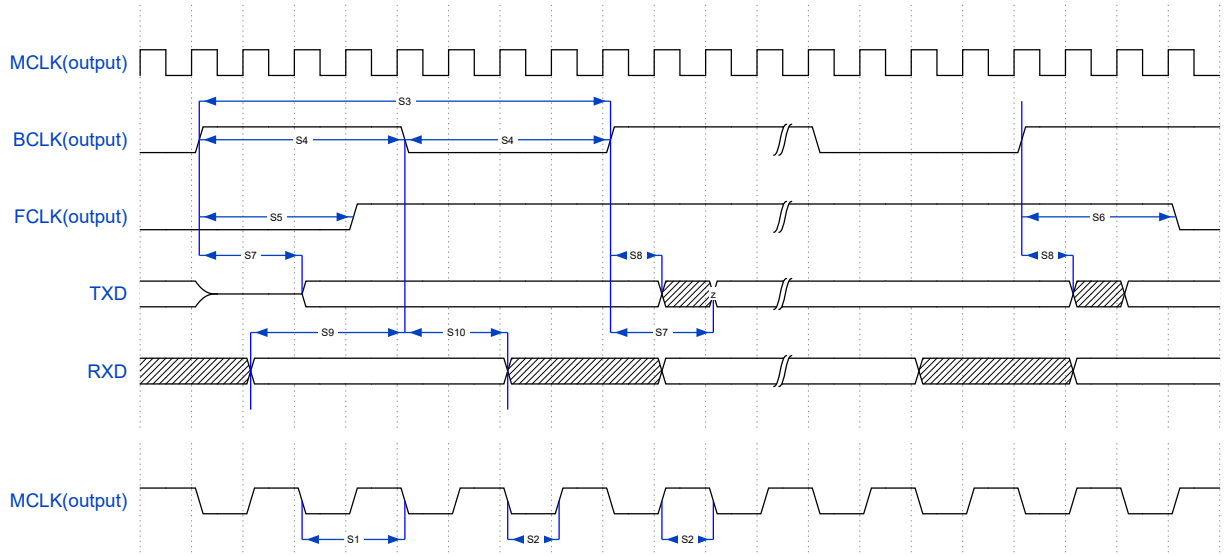 MCLK(output)
S3
BCLK(output)
S4
S4
FCLK(output)
S5
S6
S7
S8
S8
TXD
z
S9
S10
S7
RXD
MCLK(output)
S1
S2
S2